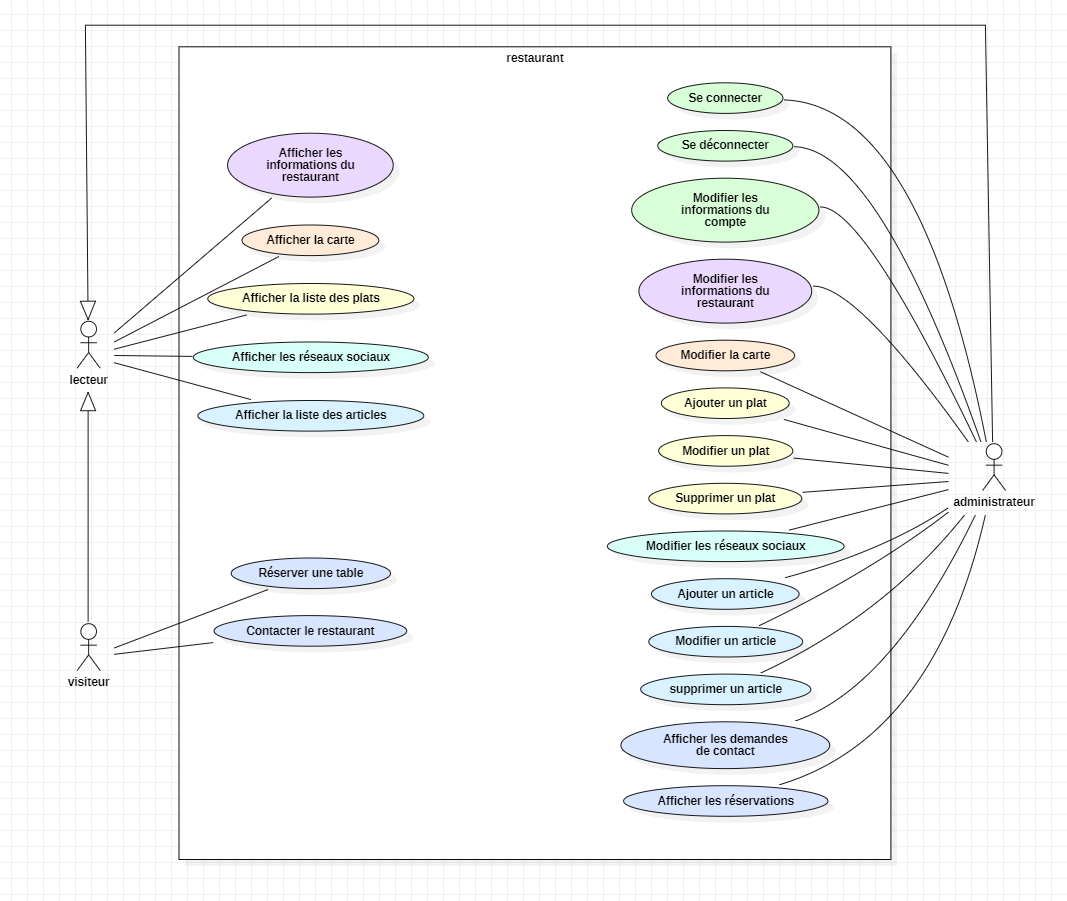 restaurant
Afficher les
informations du
restaurant
Afficher la carte
Afficher la liste des plats
Afficher les réseaux sociaux
Afficher la liste des articles
lecteur
Réserver une table
Contacter le restaurant
visiteur
Se connecter
Se déconnecter
Modifier les
informations du
compte
Modifier les
informations du
restaurant
Modifier la carte
Ajouter un plat
Modifier un plat
Supprimer un plat
Modifier les réseaux sociaux
Ajouter un article
Modifier un article
supprimer un article
Afficher les demandes
de contact
Afficher les réservations
administrateur